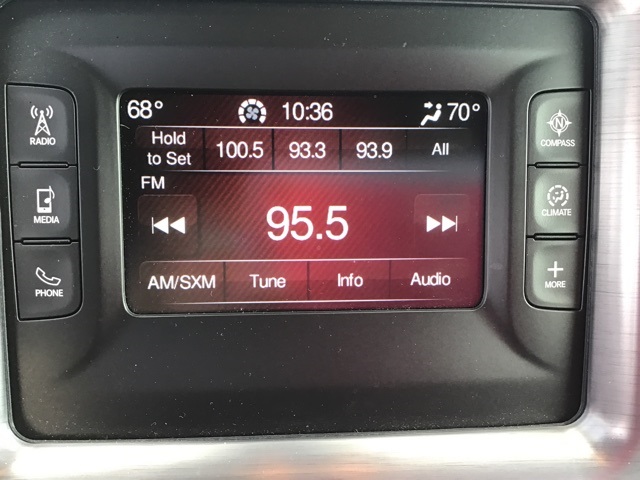 68° 10:36 70°
Hold to Set 100.5 93.3 93.9 All
FM
95.5
AM/SXM Tune Info Audio
RADIO
MEDIA
PHONE
N
COMPASS
CLIMATE
+
MORE